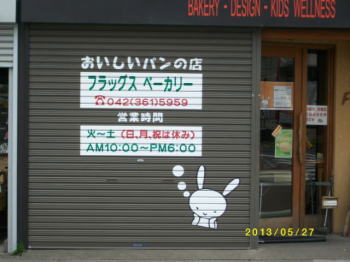 BAKERY - DESIGN - KIDS WELLNESS
おいしいパンの店
フラッグス ベーカリー
☎042(361)5959
営業時間
火～土(日、月、祝は休み)
AM10:00～PM6:00
2013/05/27